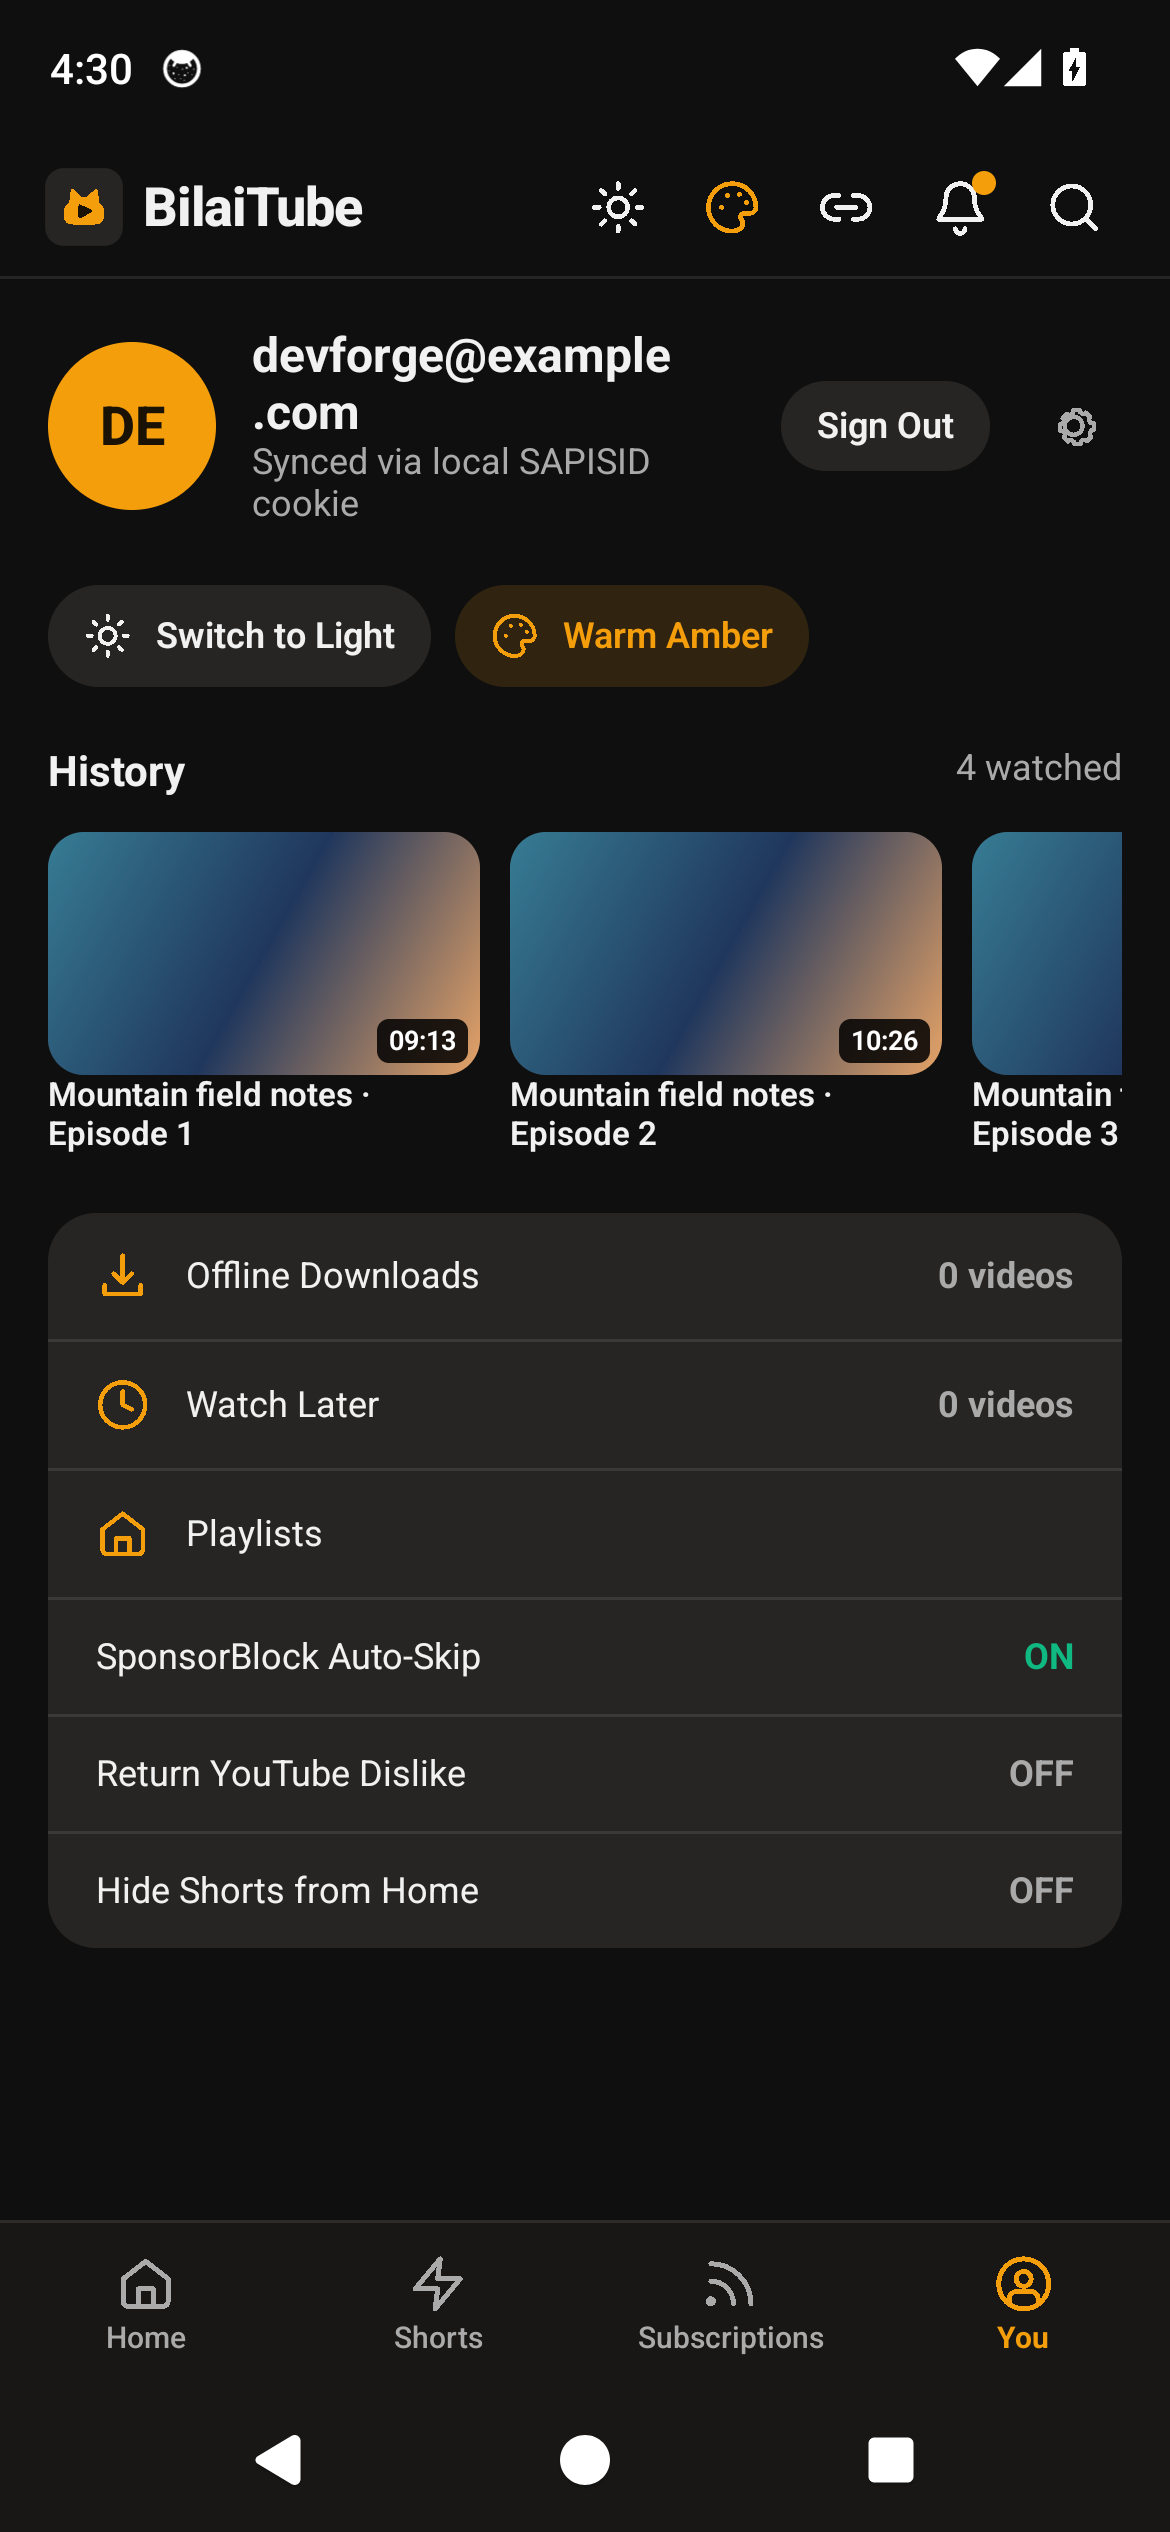 4:30
BilaiTube
DE
devforge@example
.com
Synced via local SAPISID
cookie
Sign Out
Switch to Light
Warm Amber
History
4 watched
09:13
10:26
Mountain field notes ·
Episode 1
Mountain field notes ·
Episode 2
Mountain
Episode 3
Offline Downloads
0 videos
Watch Later
0 videos
Playlists
SponsorBlock Auto-Skip
ON
Return YouTube Dislike
OFF
Hide Shorts from Home
OFF
Home
Shorts
Subscriptions
You